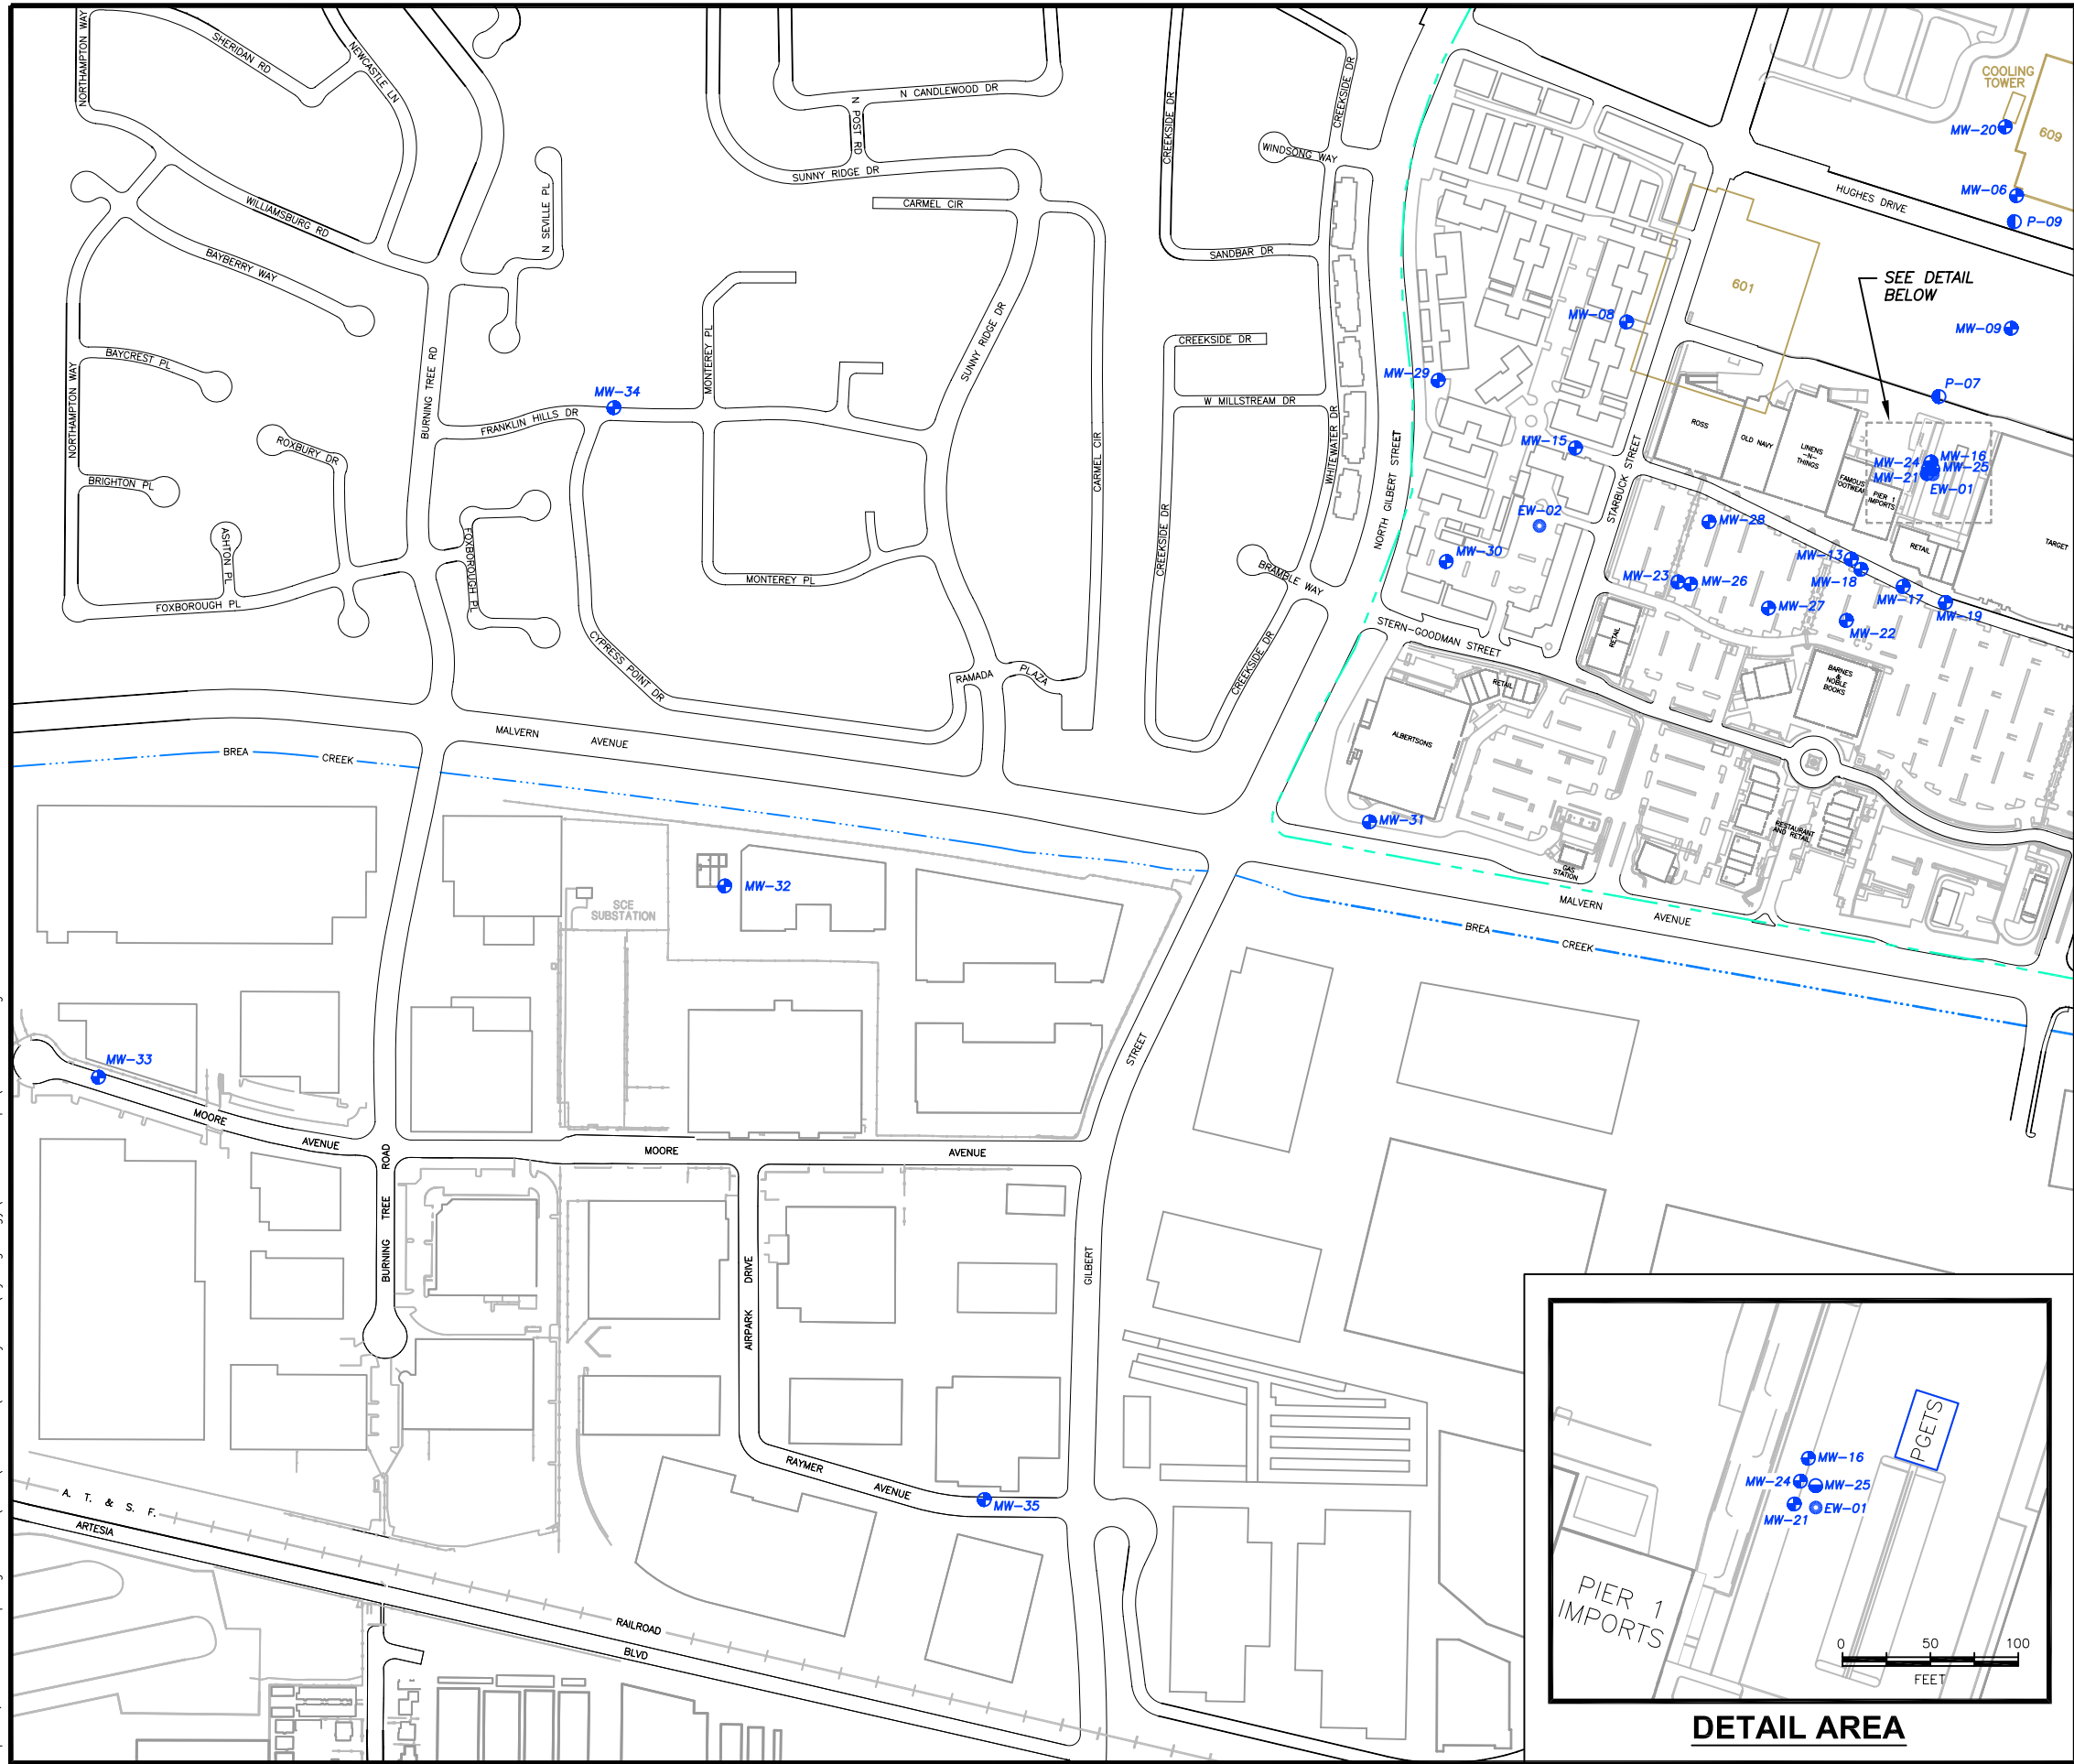 NORTHAMPTON WAY
SHERIDAN RD
NEWCASTLE LN
N CANDLEWOOD DR
N POST RD
SUNNY RIDGE DR
CARMEL CIR
CREEKSIDE DR
CREEKSIDE DR
WINDSONG WAY
COOLING
TOWER
609
MW-20
MW-06
P-09
HUGHES DRIVE
WILLIAMSBURG RD
N SEVILLE PL
BAYBERRY WAY
SANDBAR DR
601
SEE DETAIL
BELOW
MW-08
MW-09
BAYCREST PL
NORTHAMPTON WAY
BURNING TREE RD
MW-34
FRANKLIN HILLS DR
MONTEREY PL
SUNNY RIDGE DR
CREEKSIDE DR
W MILLSTREAM DR
MW-29
P-07
ROSS
OLD NAVY
LINENS
-N-
THINGS
FAMOUS
PIER 1
IMPORTS
RETAIL
TARGET
MW-24
MW-16
MW-25
MW-21
EW-01
MW-15
ROXBURY DR
BRIGHTON PL
ASHTON PL
FOXBOROUGH PL
FOXBOROUGH PL
MONTEREY PL
CARMEL CIR
WHITEWATER DR
NORTH GILBERT STREET
STARBUCK STREET
EW-02
MW-28
MW-30
MW-13
MW-18
MW-23
MW-26
MW-17
MW-27
MW-19
MW-22
CREEKSIDE DR
BRAMBLE WAY
STERN-GOODMAN STREET
RETAIL
CYPRESS POINT DR
RAMADA
PLAZA
CREEKSIDE DR
RETAIL
BARNES
&
NOBLE
BOOKS
ALBERTSONS
MALVERN AVENUE
BREA CREEK
MW-31
RESTAURANT
AND RETAIL
GAS
STATION
MW-32
SCE
SUBSTATION
MALVERN AVENUE
BREA CREEK
STREET
MW-33
MOORE AVENUE
MOORE AVENUE
BURNING TREE ROAD
AIRPARK DRIVE
GILBERT
RAYMER AVENUE
MW-35
A. T. & S. F.
RAILROAD
ARTESIA
BLVD
PGETS
MW-16
MW-24
MW-25
EW-01
MW-21
PIER 1
IMPORTS
0 50 100
FEET
DETAIL AREA